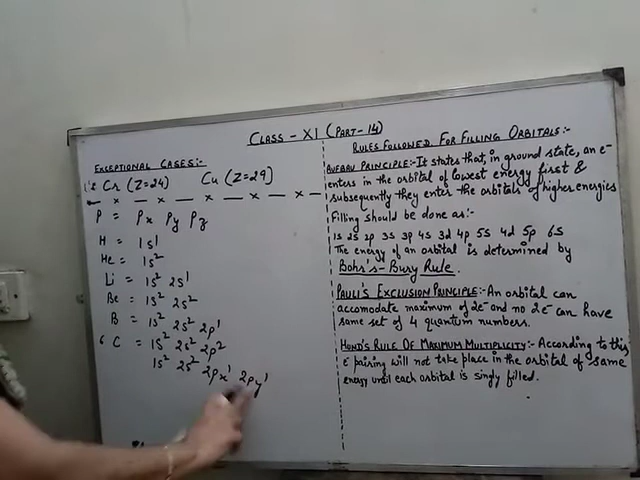 CLASS - XI (PART-14)
EXCEPTIONAL CASES:-
Cr (Z=24) Cu (Z=29)
P = Px Py Pz
H = 1s¹
He = 1s²
Li = 1s² 2s¹
Be = 1s² 2s²
B = 1s² 2s² 2p¹
6 C = 1s² 2s² 2p²
1s² 2s² 2px¹ 2py¹
RULES FOLLOWED FOR FILLING ORBITALS:-
AUFBAU PRINCIPLE:- It states that, in ground state, an e⁻
enters in the orbital of lowest energy first &
subsequently they enter the orbitals of higher energies
Filling should be done as:-
1s 2s 2p 3s 3p 4s 3d 4p 5s 4d 5p 6s
The energy of an orbital is determined by
Bohr's-Bury Rule.
PAULI'S EXCLUSION PRINCIPLE:- An orbital can
accomodate maximum of 2e⁻ and no 2e⁻ can have
same set of 4 quantum numbers.
HUND'S RULE OF MAXIMUM MULTIPLICITY:- According to this
e⁻ pairing will not take place in the orbital of same
energy until each orbital is singly filled.